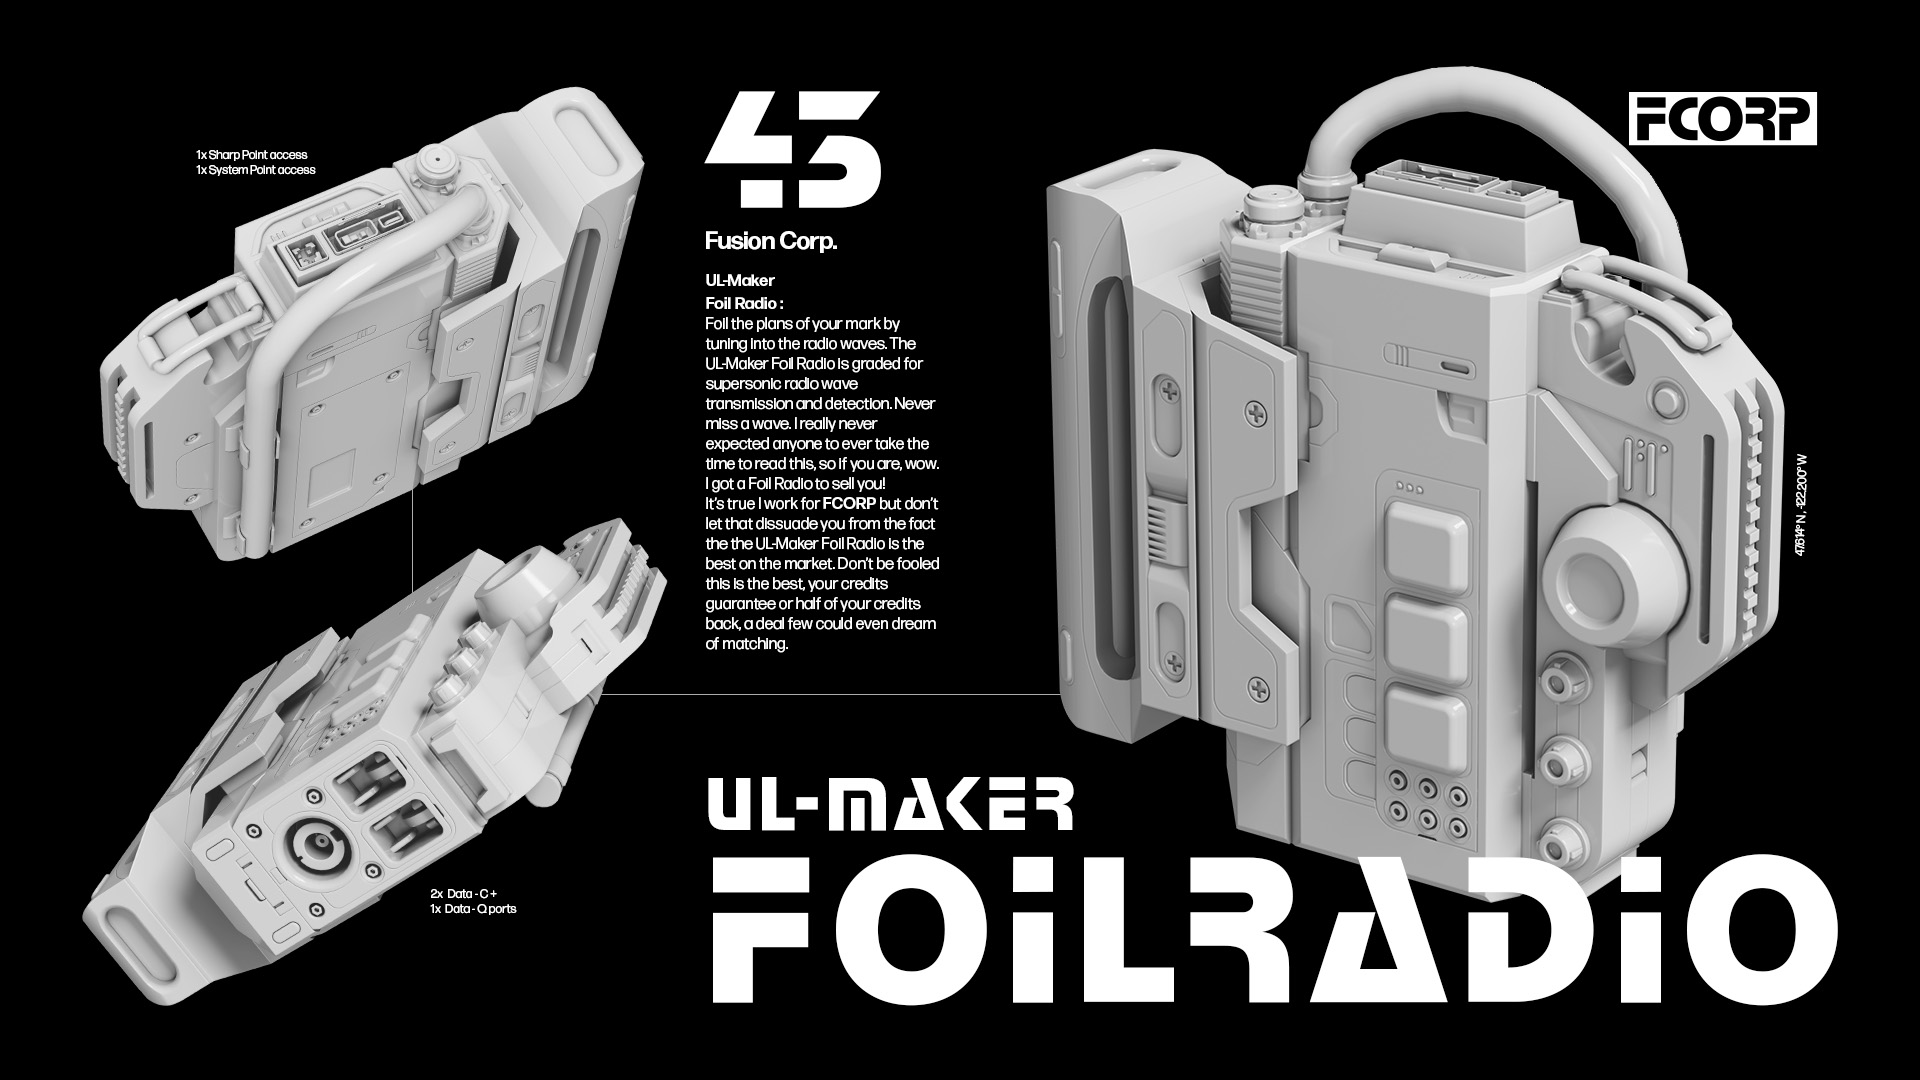 1x Sharp Point access
1x System Point access
45
FCORP
Fusion Corp.
UL-Maker
Foil Radio :
Foil the plans of your mark by
tuning into the radio waves. The
UL-Maker Foil Radio is graded for
supersonic radio wave
transmission and detection. Never
miss a wave. I really never
expected anyone to ever take the
time to read this, so if you are, wow.
I got a Foil Radio to sell you!
It's true I work for FCORP but don't
let that dissuade you from the fact
the the UL-Maker Foil Radio is the
best on the market. Don't be fooled
this is the best, your credits
guarantee or half of your credits
back, a deal few could even dream
of matching.
47.614° N, -122.200° W
UL-MAKER
FOiLRADiO
2x Data - C +
1x Data - Q ports